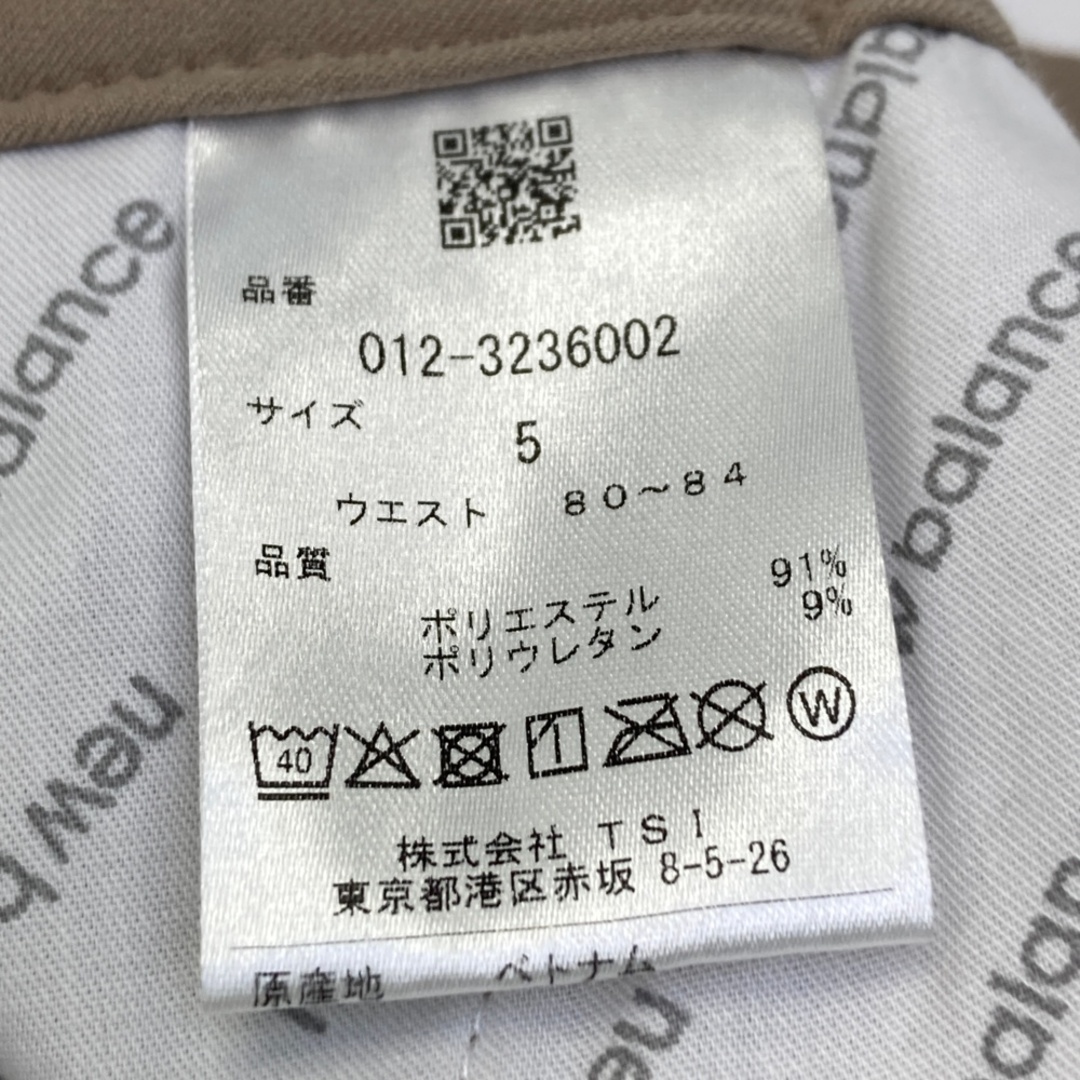 品番
012-3236002
サイズ
5
ウエスト 80～84
品質
ポリエステル 91%
ポリウレタン 9%
40
W
株式会社 TSI
東京都港区赤坂 8-5-26
原産地 ベトナム
balance
new b
balance
w balance
new
balan